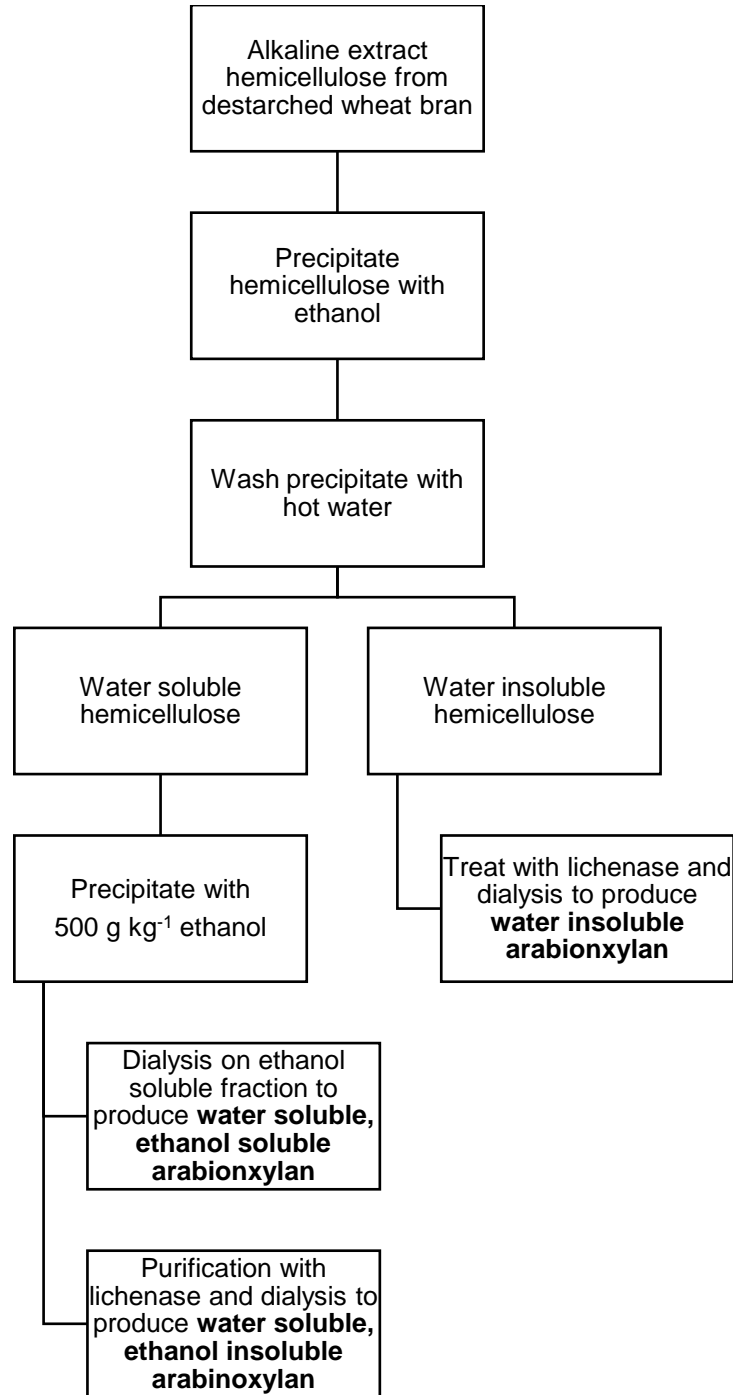 Alkaline extract
hemicellulose from
destarched wheat bran
Precipitate
hemicellulose with
ethanol
Wash precipitate with
hot water
Water soluble
hemicellulose
Water insoluble
hemicellulose
Precipitate with
500 g kg⁻¹ ethanol
Treat with lichenase and
dialysis to produce
water insoluble
arabionxylan
Dialysis on ethanol
soluble fraction to
produce water soluble,
ethanol soluble
arabionxylan
Purification with
lichenase and dialysis to
produce water soluble,
ethanol insoluble
arabinoxylan